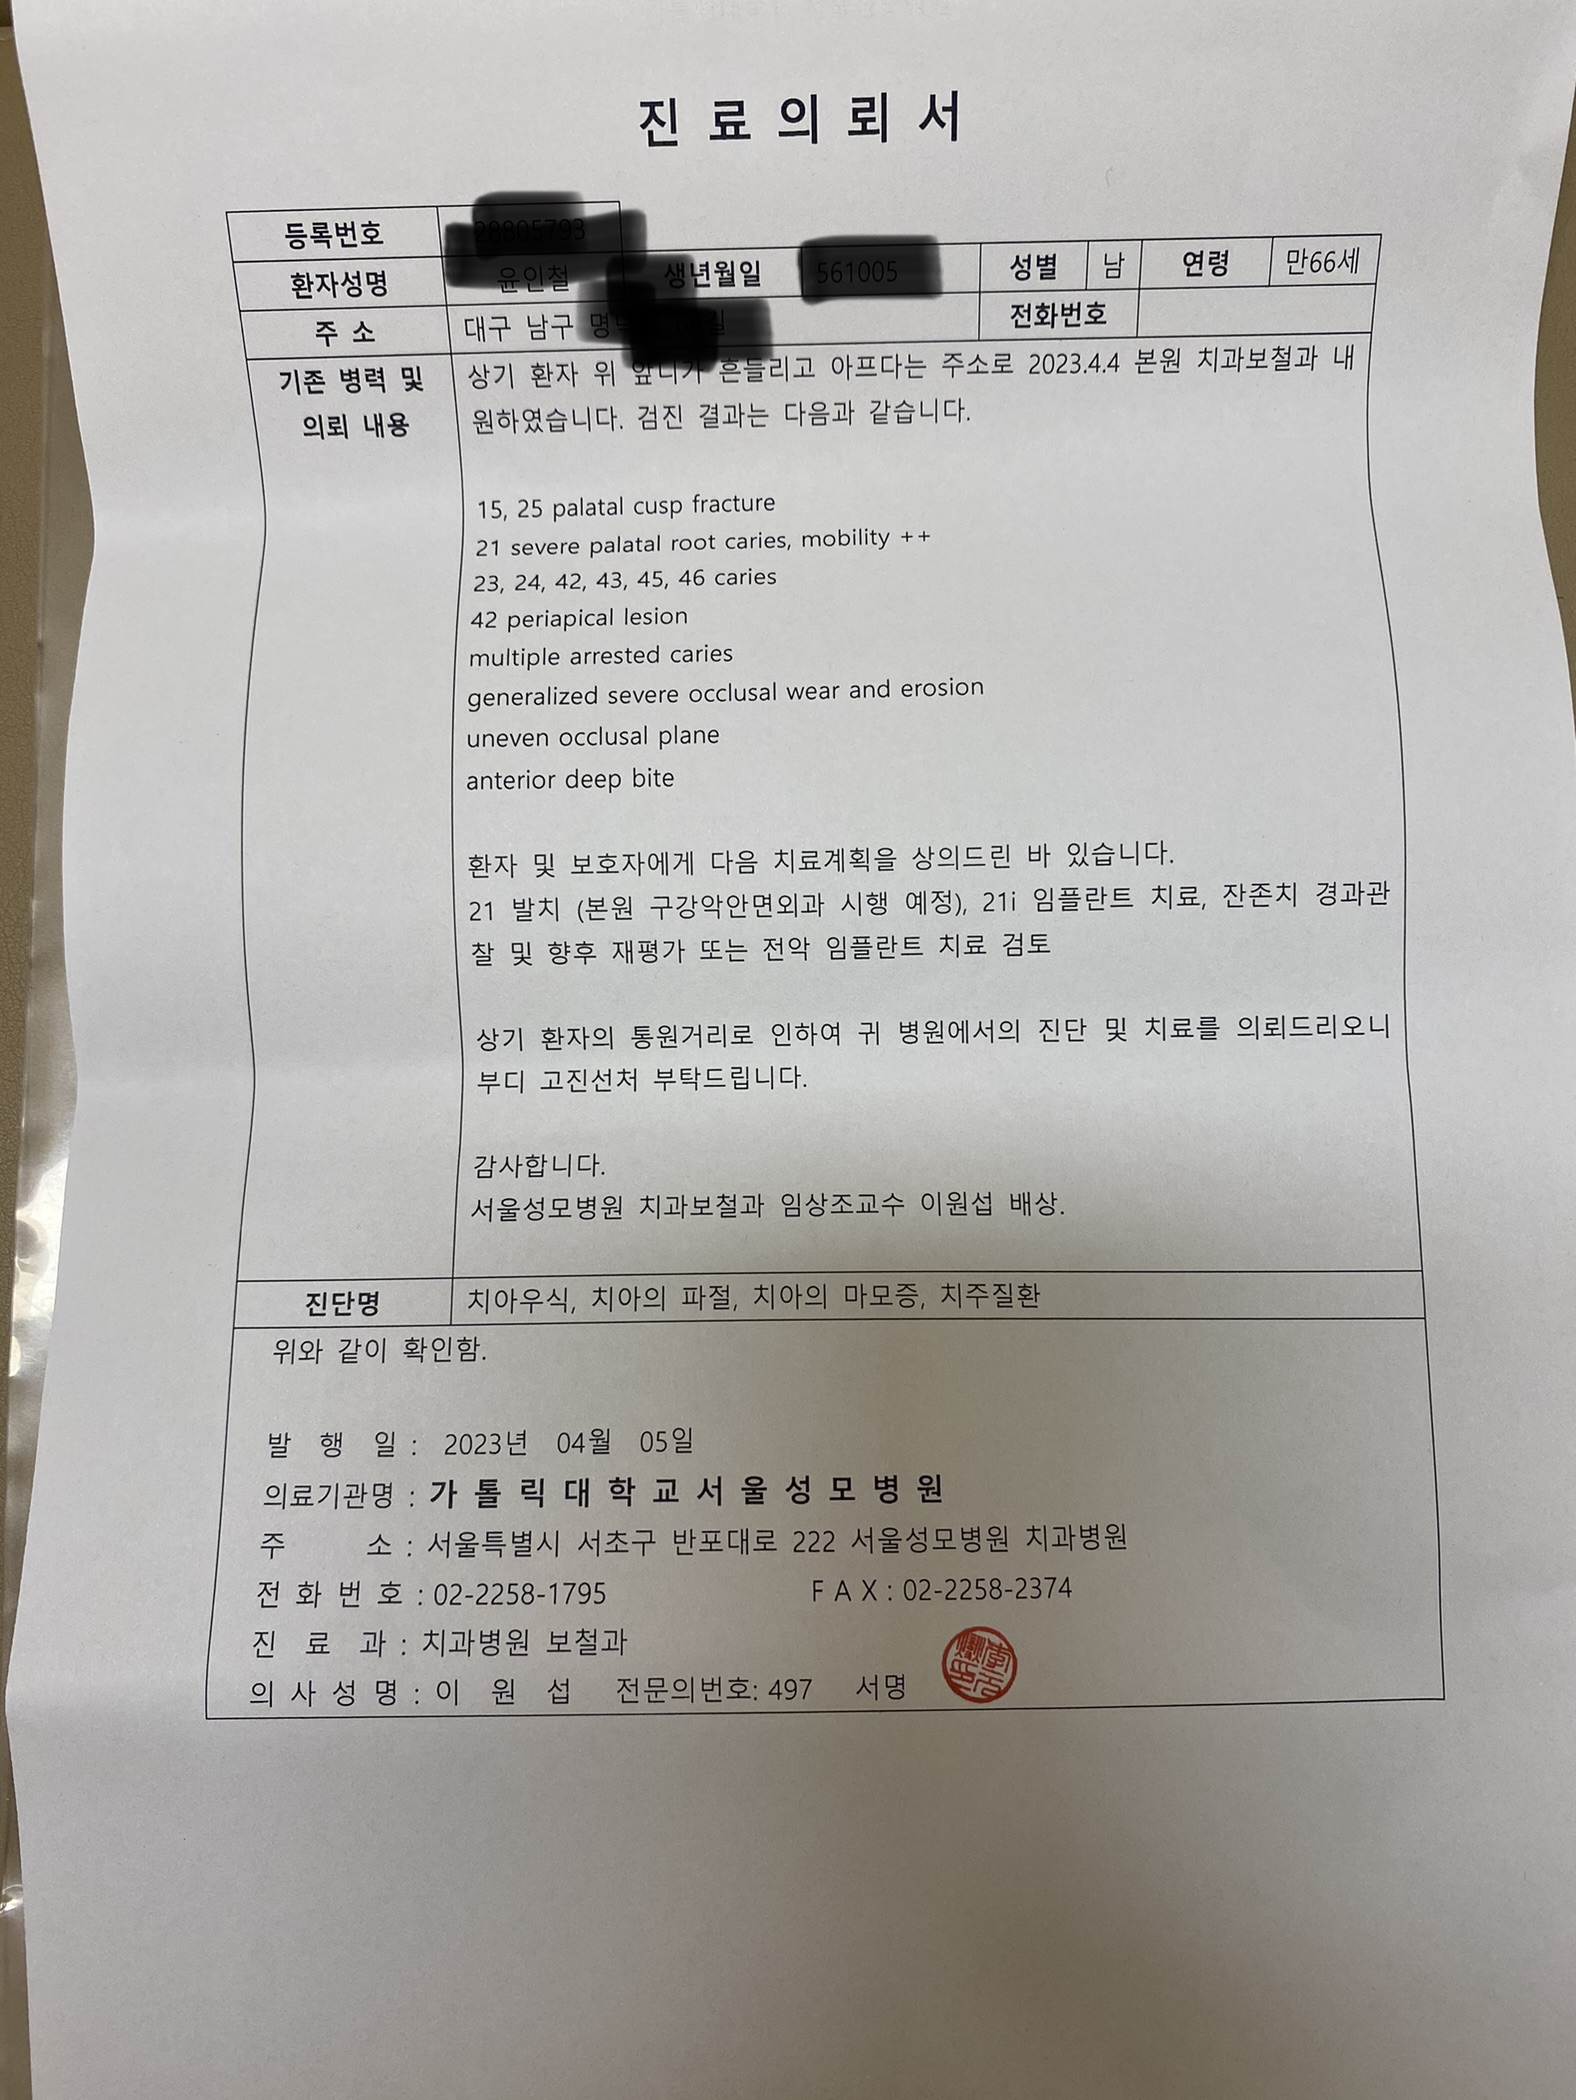 진 료 의 뢰 서
등록번호
환자성명 생년월일 성별 남 연령 만66세
주 소 대구 남구 전화번호
기존 병력 및 의뢰 내용
상기 환자 위 앞니가 흔들리고 아프다는 주소로 2023.4.4 본원 치과보철과 내
원하였습니다. 검진 결과는 다음과 같습니다.
15, 25 palatal cusp fracture
21 severe palatal root caries, mobility ++
23, 24, 42, 43, 45, 46 caries
42 periapical lesion
multiple arrested caries
generalized severe occlusal wear and erosion
uneven occlusal plane
anterior deep bite
환자 및 보호자에게 다음 치료계획을 상의드린 바 있습니다.
21 발치 (본원 구강악안면외과 시행 예정), 21i 임플란트 치료, 잔존치 경과관
찰 및 향후 재평가 또는 전악 임플란트 치료 검토
상기 환자의 통원거리로 인하여 귀 병원에서의 진단 및 치료를 의뢰드리오니
부디 고진선처 부탁드립니다.
감사합니다.
서울성모병원 치과보철과 임상조교수 이원섭 배상.
진단명 치아우식, 치아의 파절, 치아의 마모증, 치주질환
위와 같이 확인함.
발 행 일 : 2023년 04월 05일
의료기관명 : 가 톨 릭 대 학 교 서 울 성 모 병 원
주 소 : 서울특별시 서초구 반포대로 222 서울성모병원 치과병원
전 화 번 호 : 02-2258-1795 F A X : 02-2258-2374
진 료 과 : 치과병원 보철과
의 사 성 명 : 이 원 섭 전문의번호: 497 서명